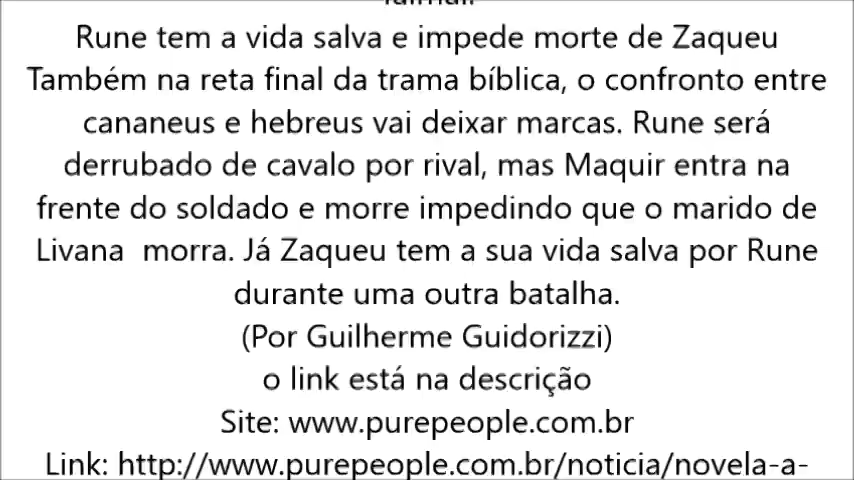 Rune tem a vida salva e impede morte de Zaqueu
Também na reta final da trama bíblica, o confronto entre
cananeus e hebreus vai deixar marcas. Rune será
derrubado de cavalo por rival, mas Maquir entra na
frente do soldado e morre impedindo que o marido de
Livana  morra. Já Zaqueu tem a sua vida salva por Rune
durante uma outra batalha.
(Por Guilherme Guidorizzi)
o link está na descrição
Site: www.purepeople.com.br
Link: http://www.purepeople.com.br/noticia/novela-a-